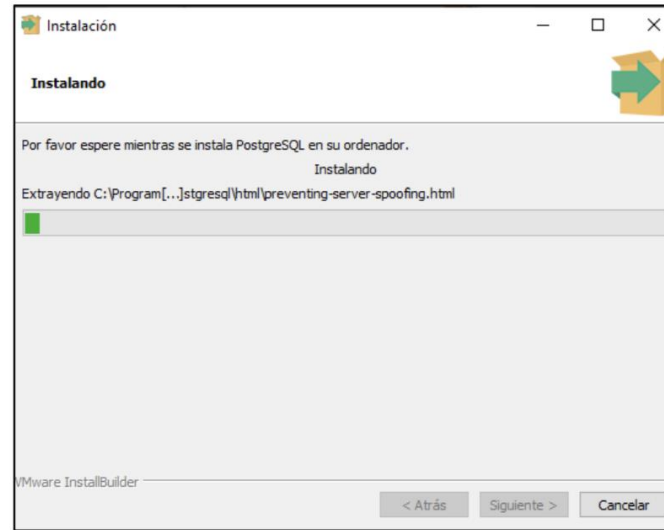 Instalación
Instalando
Por favor espere mientras se instala PostgreSQL en su ordenador.
Instalando
Extrayendo C:\Program[...]stgresql\html\preventing-server-spoofing.html
VMware InstallBuilder
< Atrás
Siguiente >
Cancelar